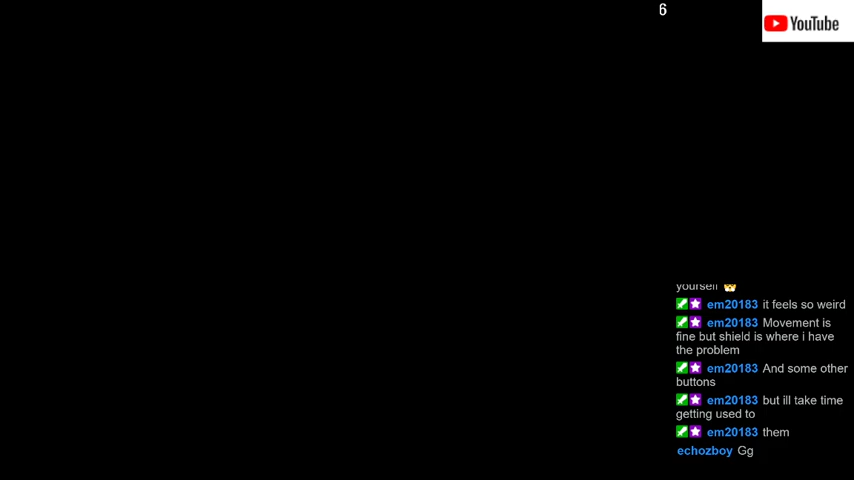 6
YouTube
yourself
em20183 it feels so weird
em20183 Movement is
fine but shield is where i have
the problem
em20183 And some other
buttons
em20183 but ill take time
getting used to
em20183 them
echozboy Gg